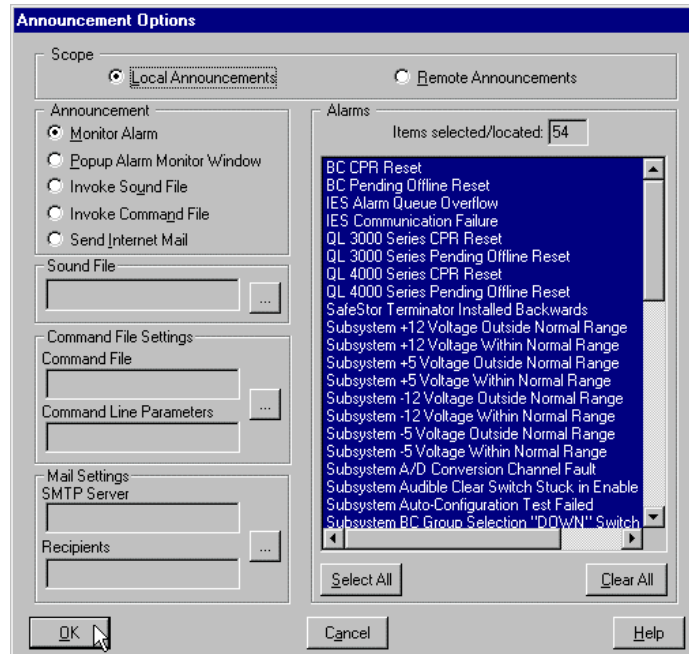 Announcement Options
Scope
Local Announcements
Remote Announcements
Announcement
Monitor Alarm
Popup Alarm Monitor Window
Invoke Sound File
Invoke Command File
Send Internet Mail
Sound File
...
Command File Settings
Command File
...
Command Line Parameters
Mail Settings
SMTP Server
Recipients
...
Alarms
Items selected/located: 54
BC CPR Reset
BC Pending Offline Reset
IES Alarm Queue Overflow
IES Communication Failure
QL 3000 Series CPR Reset
QL 3000 Series Pending Offline Reset
QL 4000 Series CPR Reset
QL 4000 Series Pending Offline Reset
SafeStor Terminator Installed Backwards
Subsystem +12 Voltage Outside Normal Range
Subsystem +12 Voltage Within Normal Range
Subsystem +5 Voltage Outside Normal Range
Subsystem +5 Voltage Within Normal Range
Subsystem -12 Voltage Outside Normal Range
Subsystem -12 Voltage Within Normal Range
Subsystem -5 Voltage Outside Normal Range
Subsystem -5 Voltage Within Normal Range
Subsystem A/D Conversion Channel Fault
Subsystem Audible Clear Switch Stuck in Enable
Subsystem Auto-Configuration Test Failed
Subsystem BC Group Selection "DOWN" Switch
Select All
Clear All
OK
Cancel
Help